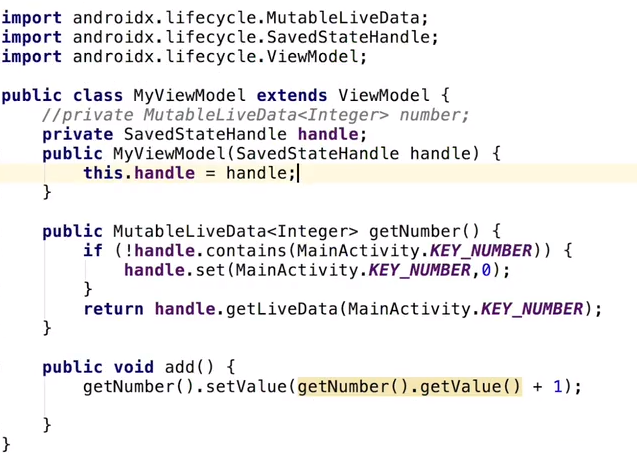 import androidx.lifecycle.MutableLiveData;
import androidx.lifecycle.SavedStateHandle;
import androidx.lifecycle.ViewModel;

public class MyViewModel extends ViewModel {
    //private MutableLiveData<Integer> number;
    private SavedStateHandle handle;
    public MyViewModel(SavedStateHandle handle) {
        this.handle = handle;
    }

    public MutableLiveData<Integer> getNumber() {
        if (!handle.contains(MainActivity.KEY_NUMBER)) {
            handle.set(MainActivity.KEY_NUMBER,0);
        }
        return handle.getLiveData(MainActivity.KEY_NUMBER);
    }

    public void add() {
        getNumber().setValue(getNumber().getValue() + 1);

    }
}